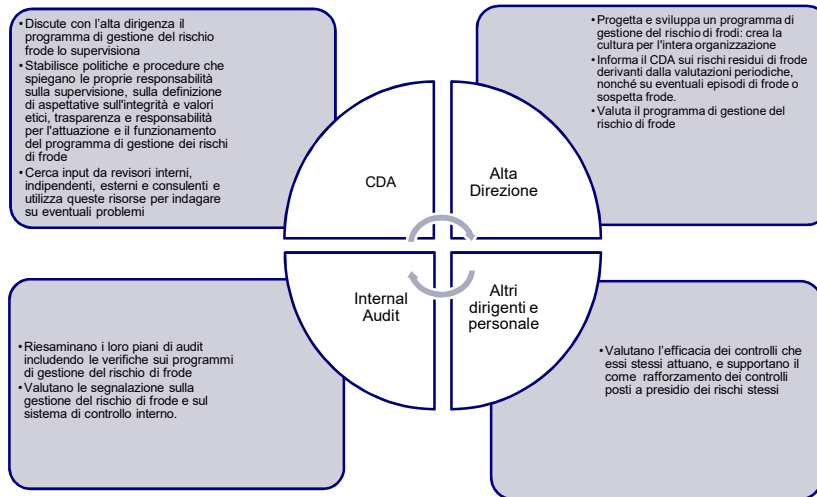 • Discute con l'alta dirigenza il
programma di gestione del rischio
frode lo supervisiona
• Stabilisce politiche e procedure che
spiegano le proprie responsabilità
sulla supervisione, sulla definizione
di aspettative sull'integrità e valori
etici, trasparenza e responsabilità
per l'attuazione e il funzionamento
del programma di gestione dei rischi
di frode
• Cerca input da revisori interni,
indipendenti, esterni e consulenti e
utilizza queste risorse per indagare
su eventuali problemi
CDA
• Progetta e sviluppa un programma di
gestione del rischio di frodi: crea la
cultura per l'intera organizzazione
• Informa il CDA sui rischi residui di frode
derivanti dalla valutazioni periodiche,
nonché su eventuali episodi di frode o
sospetta frode.
• Valuta il programma di gestione del
rischio di frode
Alta
Direzione
Internal
Audit
• Riesaminano i loro piani di audit
includendo le verifiche sui programmi
di gestione del rischio di frode
• Valutano le segnalazione sulla
gestione del rischio di frode e sul
sistema di controllo interno.
Altri
dirigenti e
personale
• Valutano l'efficacia dei controlli che
essi stessi attuano, e supportano il
come rafforzamento dei controlli
posti a presidio dei rischi stessi